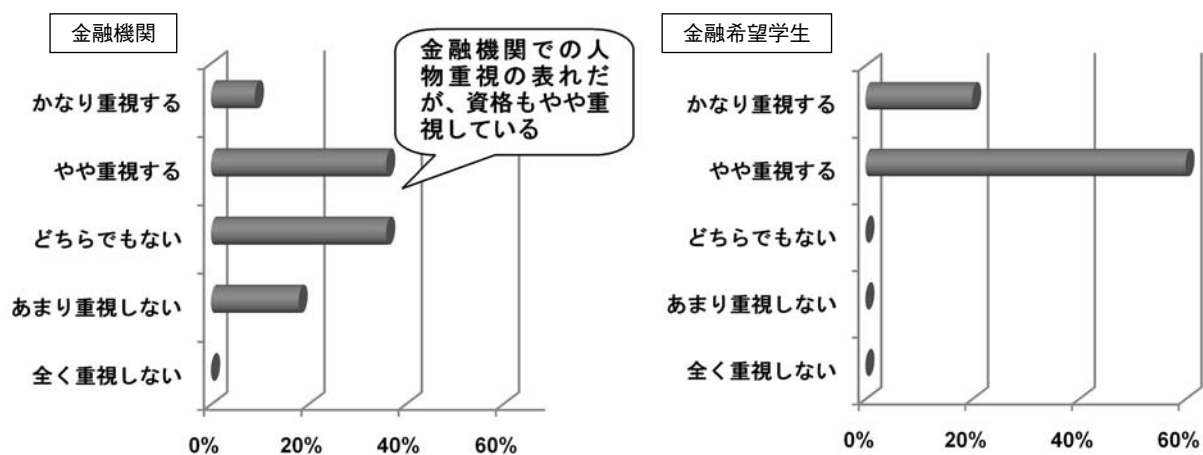 金融機関
かなり重視する
やや重視する
どちらでもない
あまり重視しない
全く重視しない
0%
20%
40%
60%
金融機関での人
物重視の表れだ
が、資格もやや重
視している
金融希望学生
かなり重視する
やや重視する
どちらでもない
あまり重視しない
全く重視しない
0%
20%
40%
60%